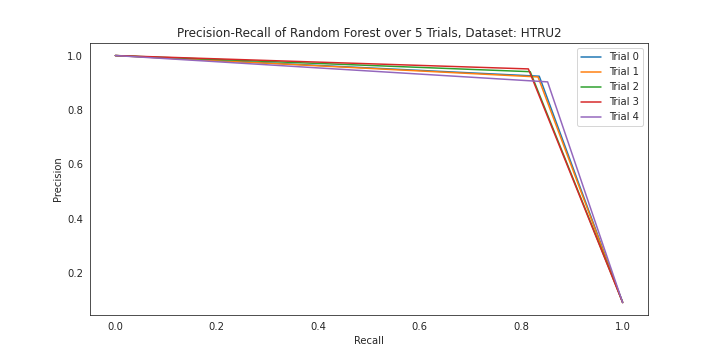 Precision-Recall of Random Forest over 5 Trials, Dataset: HTRU2
1.0
0.8
0.6
0.4
0.2
Precision
Trial 0
Trial 1
Trial 2
Trial 3
Trial 4
0.0
0.2
0.4
0.6
0.8
1.0
Recall